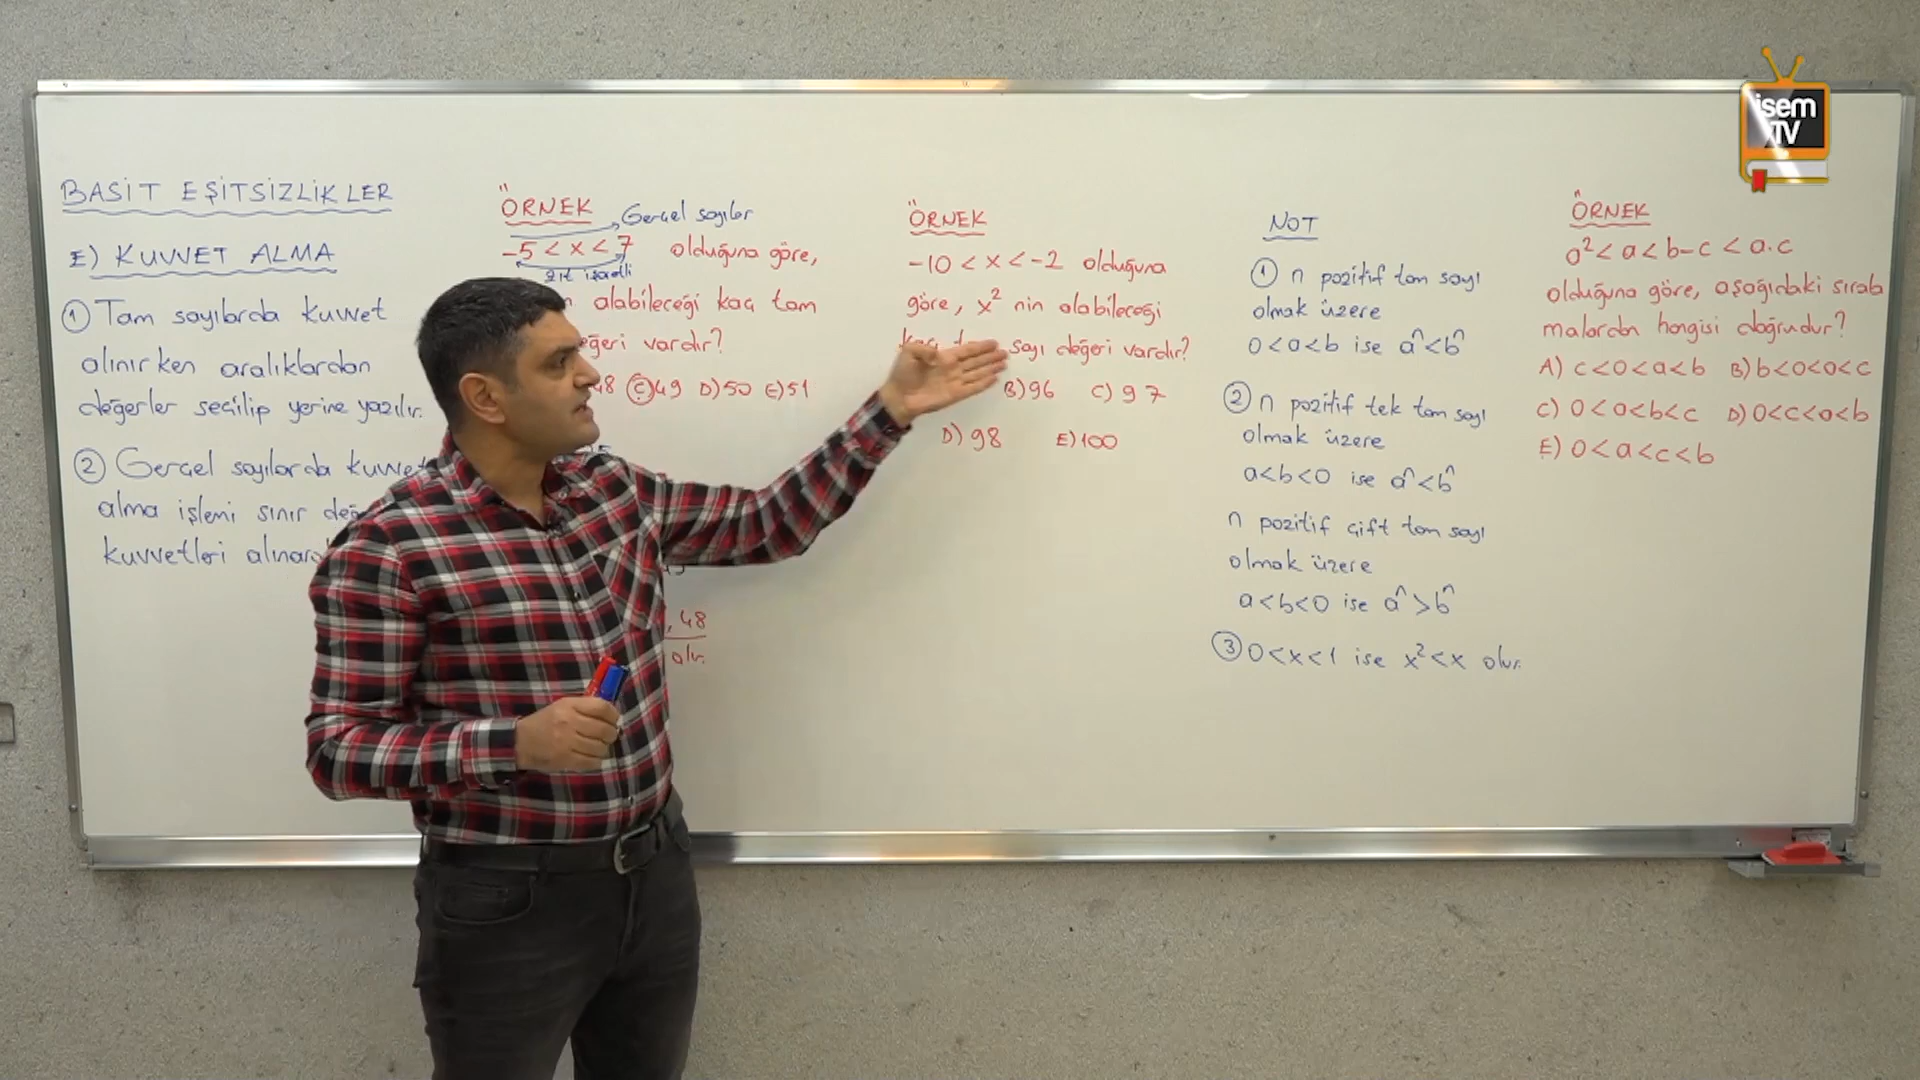 isem
TV
BASİT EŞİTSİZLİKLER
E) KUVVET ALMA
① Tam sayılarda kuvvet
alınırken aralıklardan
değerler seçilip yerine yazılır.
② Gerçel sayılarda kuvvet
alma işlemi sınır
kuvvetleri
ÖRNEK
Gerçel sayılar
-5 < x < 7 olduğuna göre,
zıt işaretli
alabileceği kaç tam
değeri vardır?
48 Ⓒ)49 D)50 E)51
, 48
olur.
ÖRNEK
-10 < x < -2 olduğuna
göre, x² nin alabileceği
sayı değeri vardır?
B)96 C)97
D)98 E)100
NOT
① n pozitif tam sayı
olmak üzere
0<a<b ise aⁿ<bⁿ
② n pozitif tek tam sayı
olmak üzere
a<b<0 ise aⁿ<bⁿ
n pozitif çift tam sayı
olmak üzere
a<b<0 ise aⁿ>bⁿ
③ 0<x<1 ise x²<x olur.
ÖRNEK
a²<a<b-c<a.c
olduğuna göre, aşağıdaki sırala
malardan hangisi doğrudur?
A) c<0<a<b B) b<0<a<c
C) 0<a<b<c D) 0<c<a<b
E) 0<a<c<b